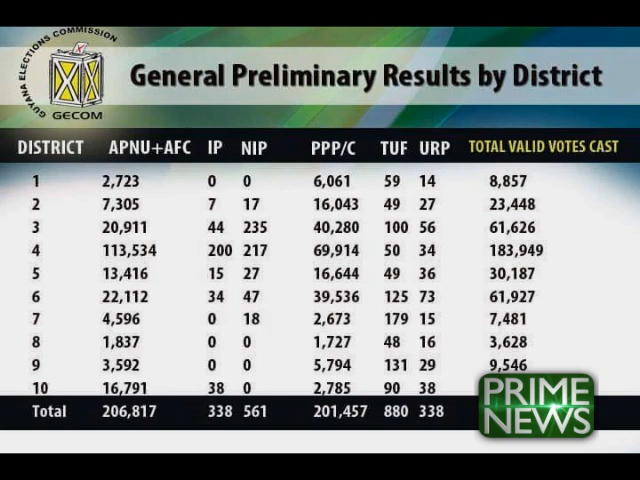 GUYANA ELECTIONS COMMISSION
GECOM
General Preliminary Results by District
DISTRICT APNU+AFC IP NIP PPP/C TUF URP TOTAL VALID VOTES CAST
1 2,723 0 0 6,061 59 14 8,857
2 7,305 7 17 16,043 49 27 23,448
3 20,911 44 235 40,280 100 56 61,626
4 113,534 200 217 69,914 50 34 183,949
5 13,416 15 27 16,644 49 36 30,187
6 22,112 34 47 39,536 125 73 61,927
7 4,596 0 18 2,673 179 15 7,481
8 1,837 0 0 1,727 48 16 3,628
9 3,592 0 0 5,794 131 29 9,546
10 16,791 38 0 2,785 90 38
Total 206,817 338 561 201,457 880 338
PRIME
NEWS